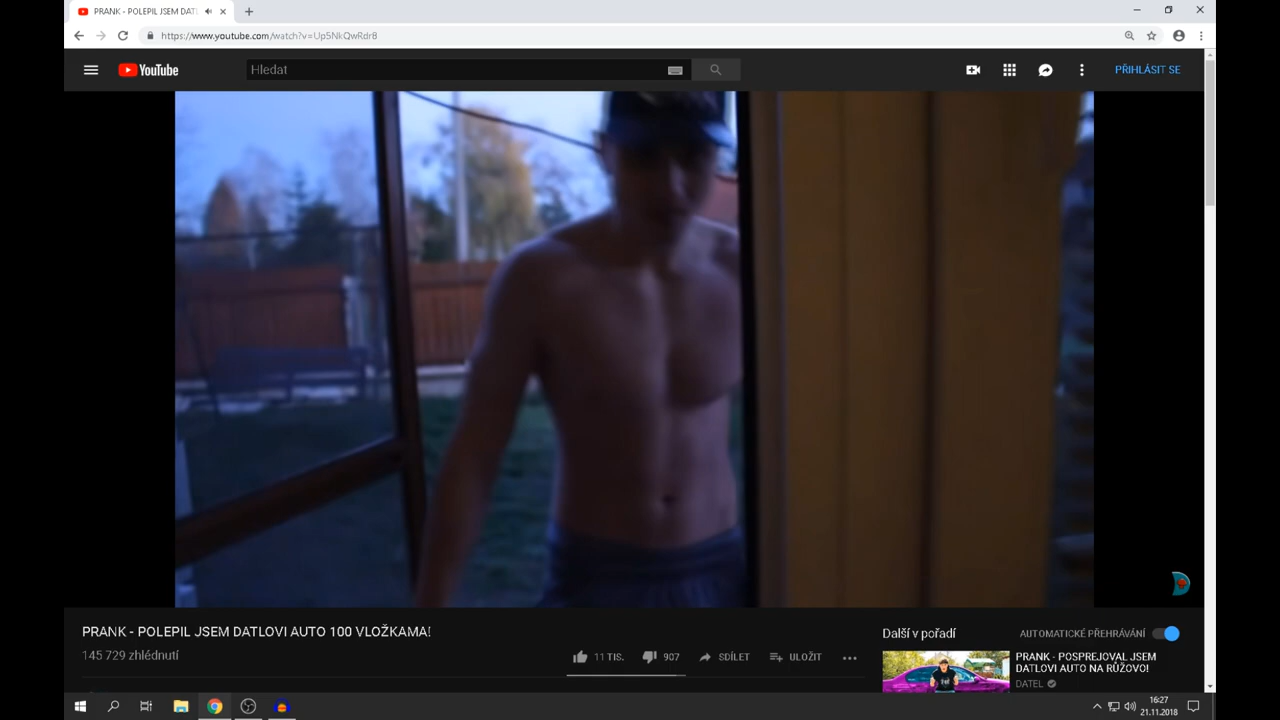 PRANK - POLEPIL JSEM DAT
https://www.youtube.com/watch?v=Up5NkQwRdr8
YouTube
Hledat
PŘIHLÁSIT SE
PRANK - POLEPIL JSEM DATLOVI AUTO 100 VLOŽKAMA!
145 729 zhlédnutí
11 TIS.
907
SDÍLET
ULOŽIT
Další v pořadí
AUTOMATICKÉ PŘEHRÁVÁNÍ
PRANK - POSPREJOVAL JSEM
DATLOVI AUTO NA RŮŽOVO!
DATEL
16:27
21.11.2018